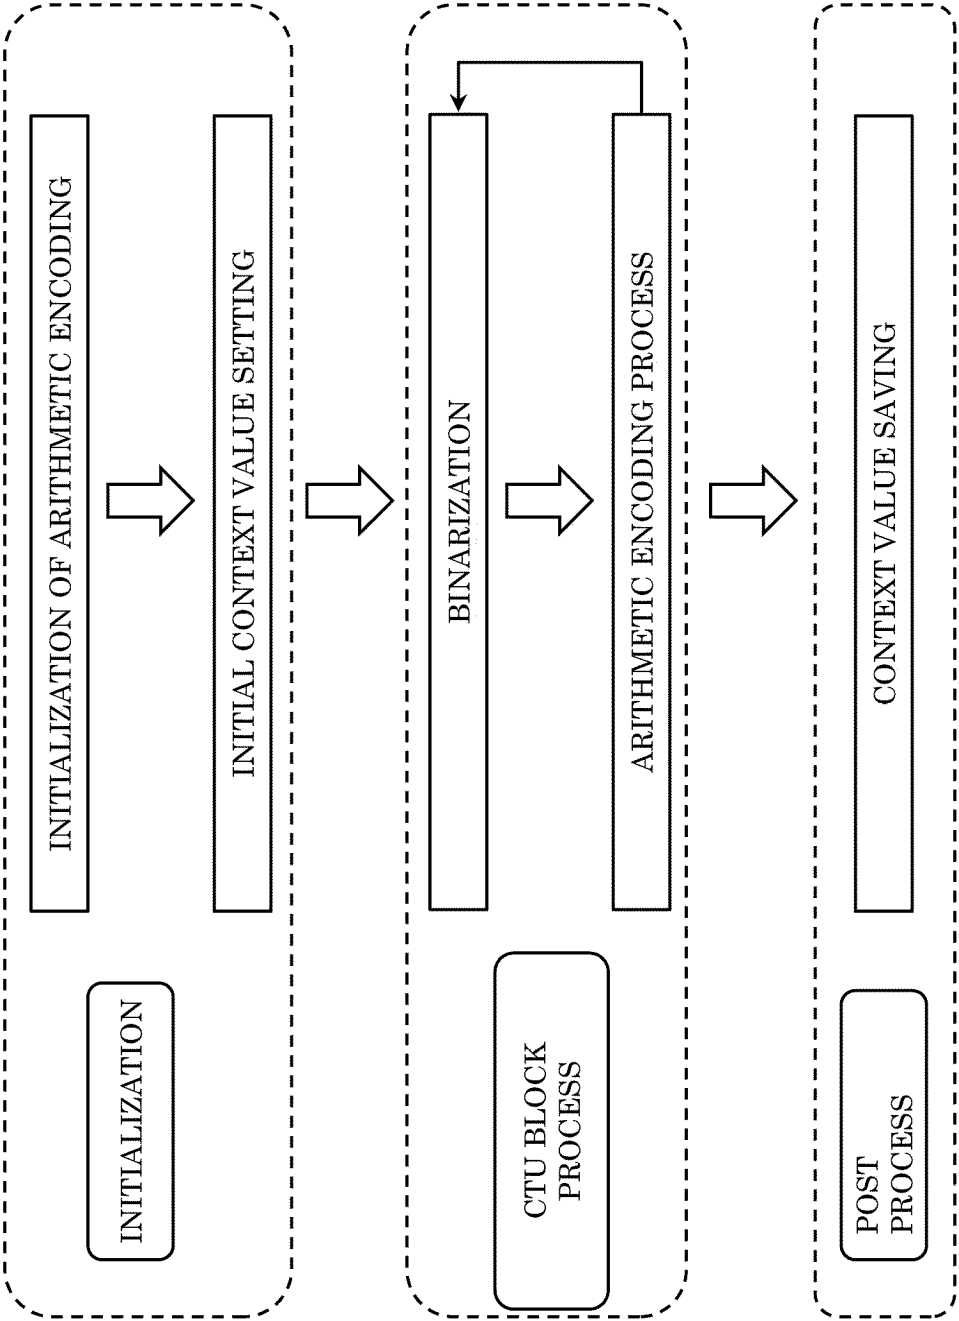 INITIALIZATION
INITIALIZATION OF ARITHMETIC ENCODING
INITIAL CONTEXT VALUE SETTING
CTU BLOCK
PROCESS
BINARIZATION
ARITHMETIC ENCODING PROCESS
POST
PROCESS
CONTEXT VALUE SAVING